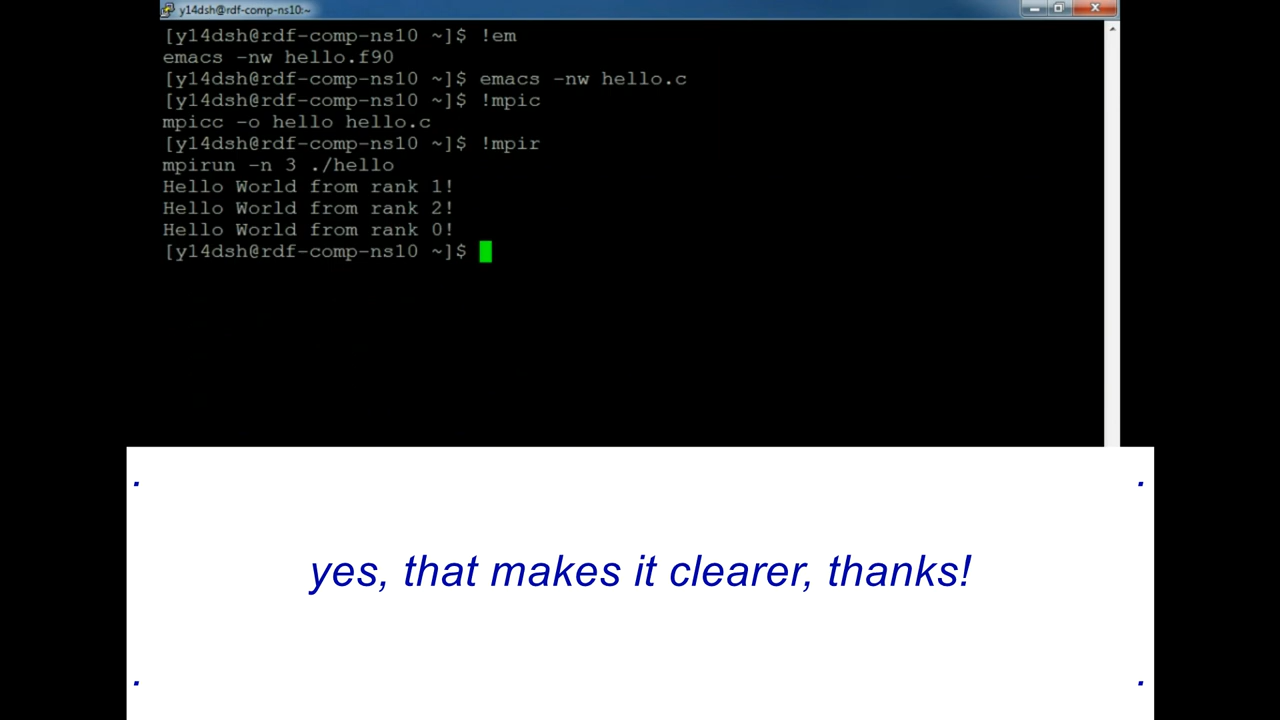 y14dsh@rdf-comp-ns10:~
[y14dsh@rdf-comp-ns10 ~]$ !em
emacs -nw hello.f90
[y14dsh@rdf-comp-ns10 ~]$ emacs -nw hello.c
[y14dsh@rdf-comp-ns10 ~]$ !mpic
mpicc -o hello hello.c
[y14dsh@rdf-comp-ns10 ~]$ !mpir
mpirun -n 3 ./hello
Hello World from rank 1!
Hello World from rank 2!
Hello World from rank 0!
[y14dsh@rdf-comp-ns10 ~]$
. .
yes, that makes it clearer, thanks!
. .